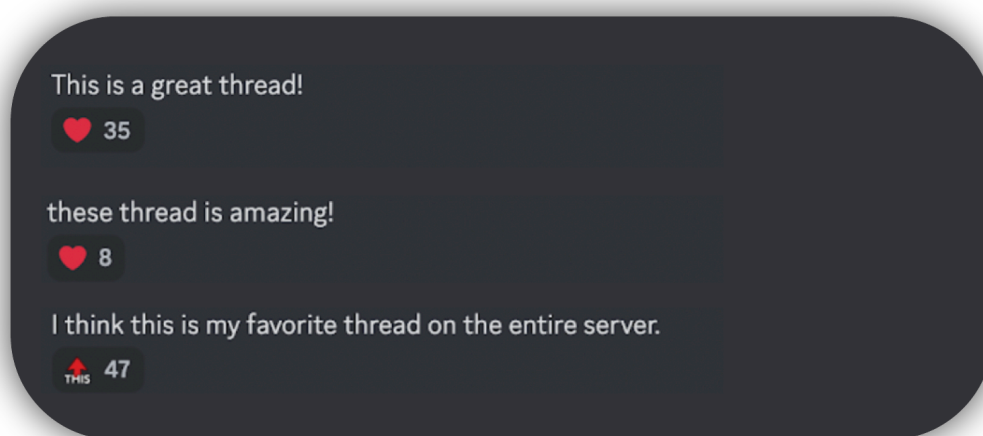 This is a great thread!
35
these thread is amazing!
8
I think this is my favorite thread on the entire server.
THIS 47